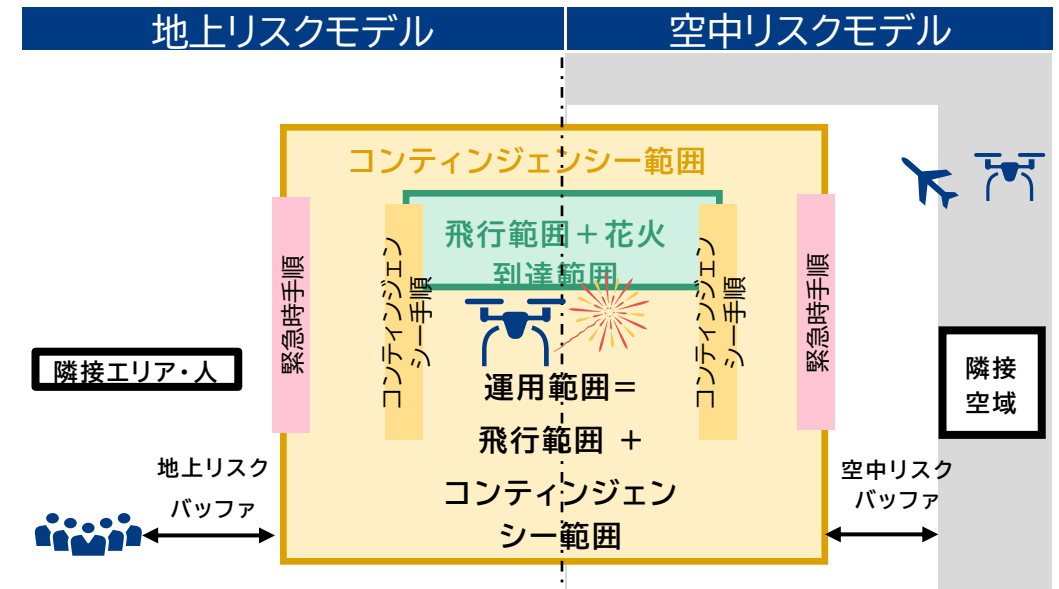 地上リスクモデル
空中リスクモデル
コンティンジェンシー範囲
飛行範囲＋花火
到達範囲
緊急時手順
コンティンジェン
シー手順
コンティンジェン
シー手順
緊急時手順
隣接エリア・人
運用範囲＝
飛行範囲 ＋
コンティンジェン
シー範囲
隣接
空域
地上リスク
バッファ
空中リスク
バッファ